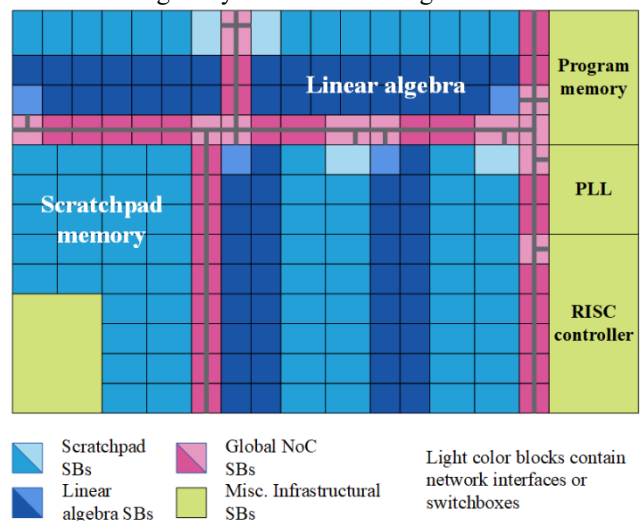 Linear algebra
Program
memory
Scratchpad
memory
PLL
RISC
controller
Scratchpad
SBs
Global NoC
SBs
Linear
algebra SBs
Misc. Infrastructural
SBs
Light color blocks contain
network interfaces or
switchboxes